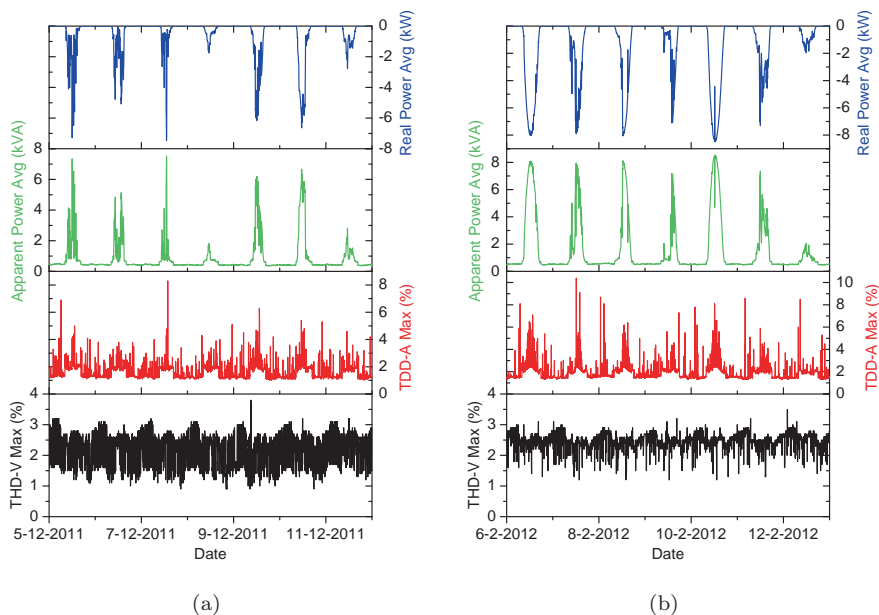 0
-2
-4
-6
-8
Real Power Avg (kW)
8
6
4
2
0
Apparent Power Avg (kVA)
8
6
4
2
0
TDD-A Max (%)
4
3
2
1
0
THD-V Max (%)
5-12-2011 7-12-2011 9-12-2011 11-12-2011
Date
(a)
0
-2
-4
-6
-8
Real Power Avg (kW)
8
6
4
2
0
Apparent Power Avg (kVA)
10
8
6
4
2
0
TDD-A Max (%)
4
3
2
1
0
THD-V Max (%)
6-2-2012 8-2-2012 10-2-2012 12-2-2012
Date
(b)